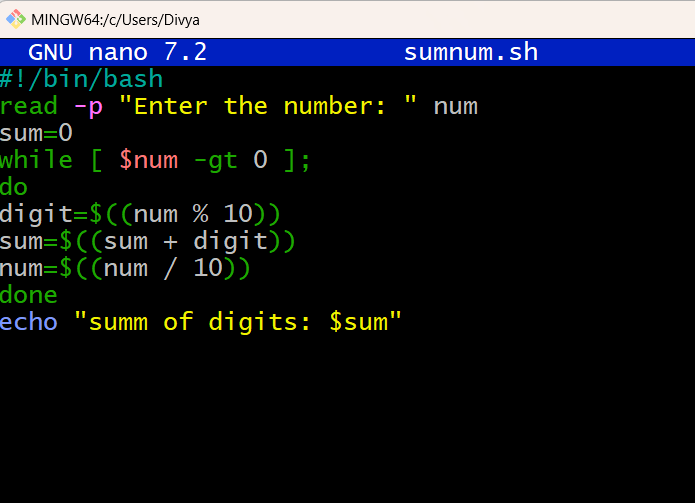 MINGW64:/c/Users/Divya
GNU nano 7.2 sumnum.sh
#!/bin/bash
read -p "Enter the number: " num
sum=0
while [ $num -gt 0 ];
do
digit=$((num % 10))
sum=$((sum + digit))
num=$((num / 10))
done
echo "summ of digits: $sum"